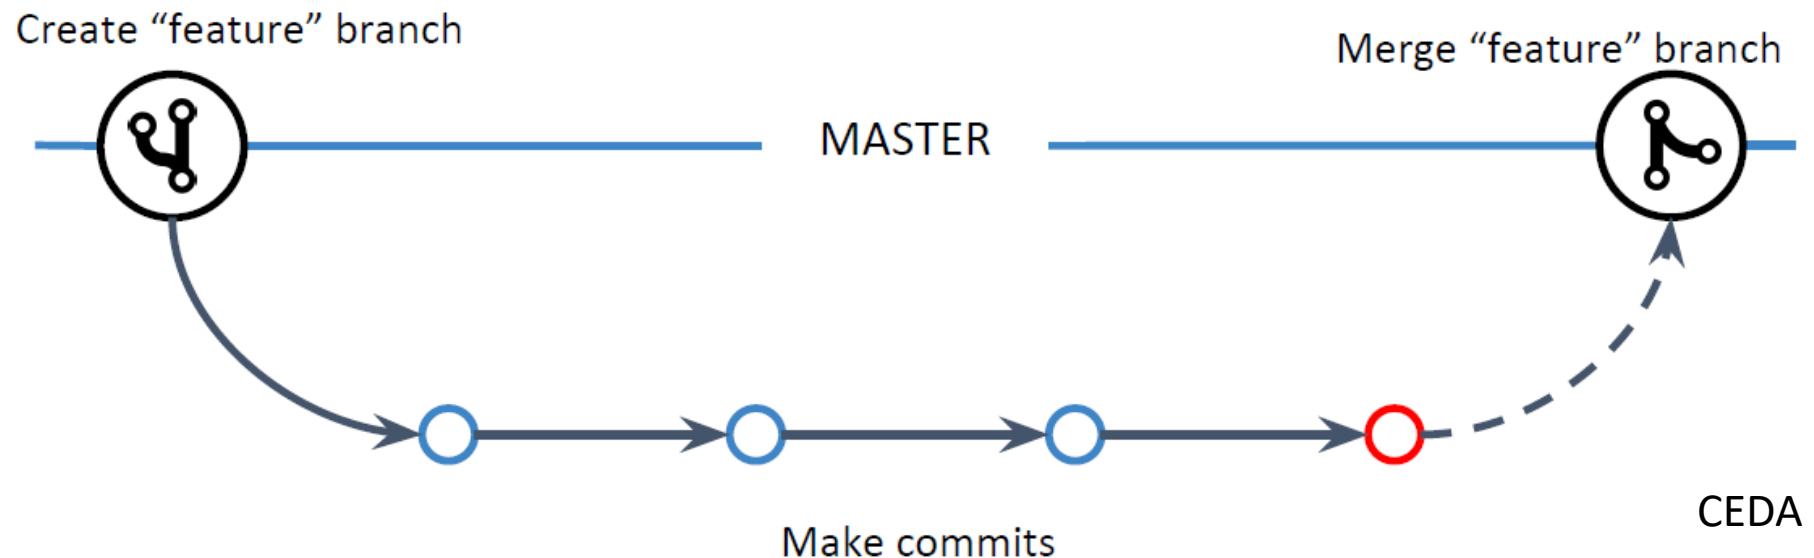 Create “feature” branch
Merge “feature” branch
MASTER
CEDA
Make commits